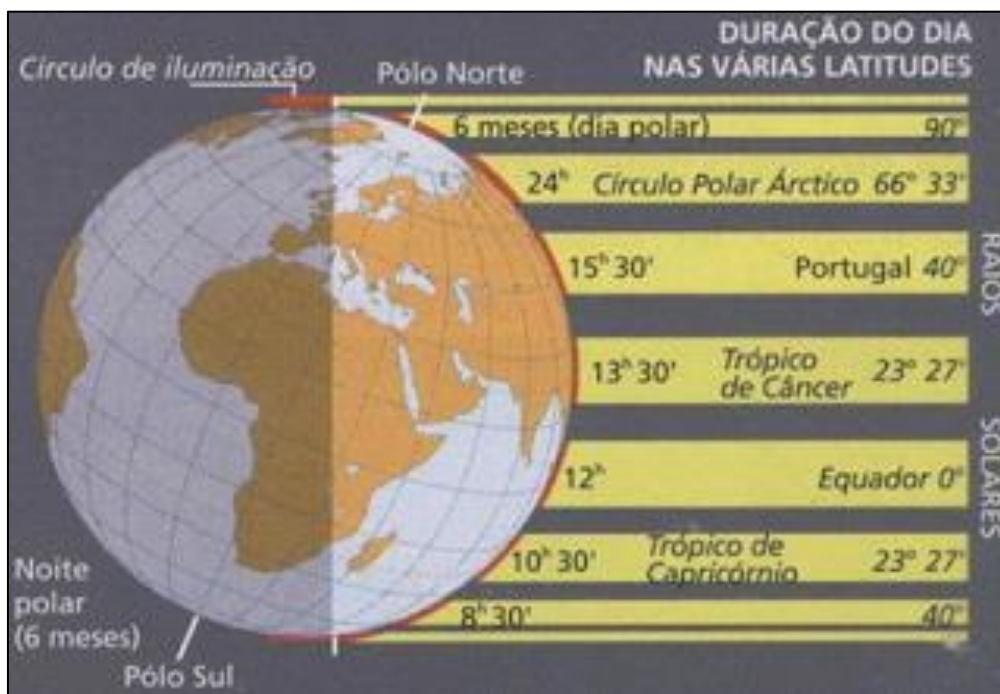 DURAÇÃO DO DIA
NAS VÁRIAS LATITUDES
Círculo de iluminação
Pólo Norte
6 meses (dia polar) 90°
24ʰ Círculo Polar Árctico 66° 33'
15ʰ 30' Portugal 40°
13ʰ 30' Trópico
de Câncer 23° 27'
12ʰ Equador 0°
10ʰ 30' Trópico de
Capricórnio 23° 27'
8ʰ 30' 40°
RAIOS
SOLARES
Noite
polar
(6 meses)
Pólo Sul